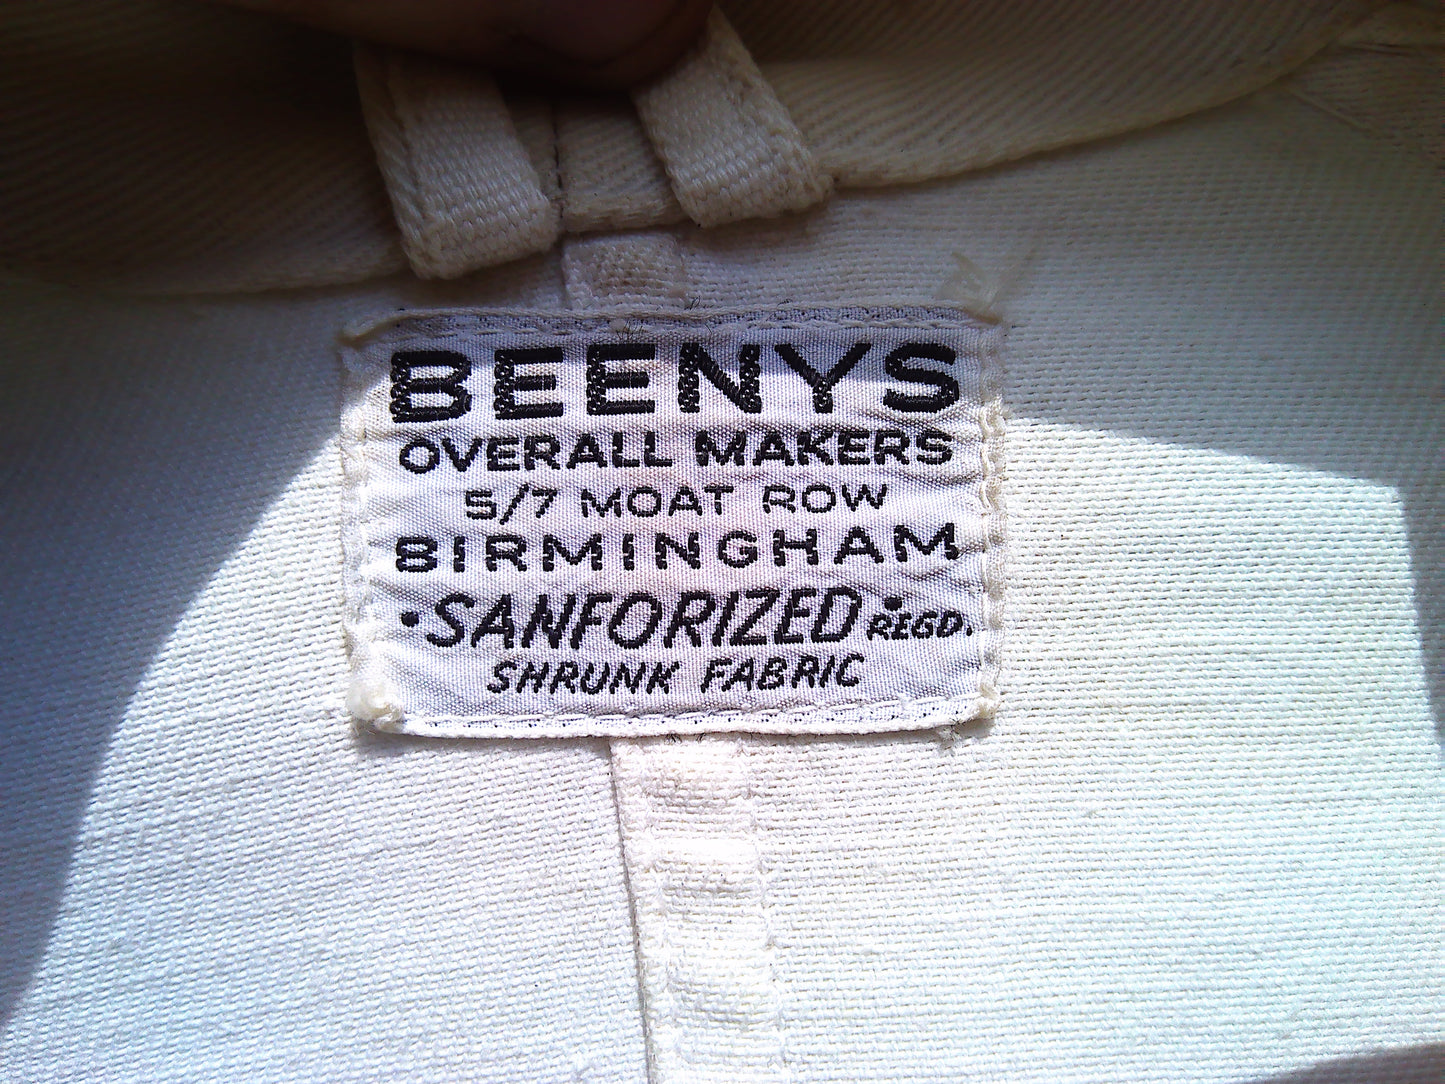 BEENYS
OVERALL MAKERS
5/7 MOAT ROW
BIRMINGHAM
•SANFORIZED• REGD.
SHRUNK FABRIC